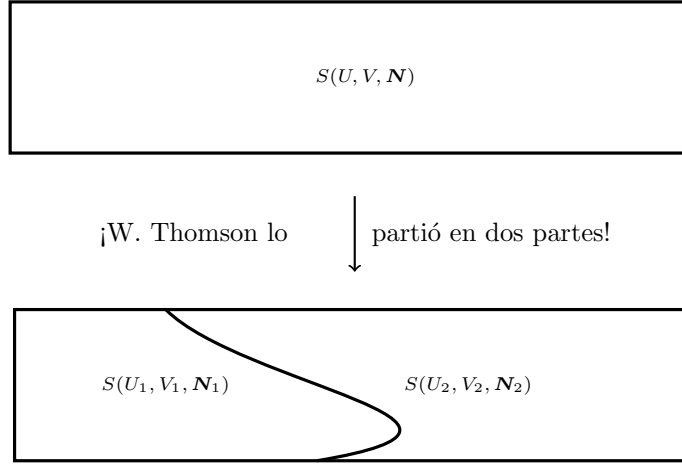 S(U, V, N)
¡W. Thomson lo partió en dos partes!
S(U₁, V₁, N₁) S(U₂, V₂, N₂)